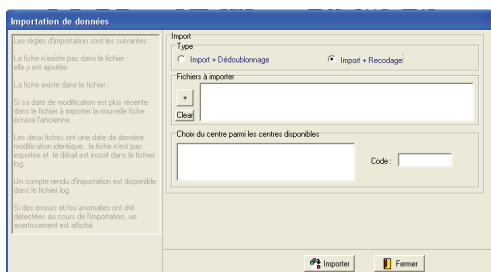 Importation de données
Les règles d'importation sont les suivantes :
La fiche n'existe pas dans le fichier :
elle y est ajoutée.
La fiche existe dans le fichier :
Si sa date de modification est plus récente
dans le fichier à importer la nouvelle fiche
écrase l'ancienne.
Les deux fiches ont une date de dernière
modification identique, la fiche n'est pas
importée et le détail est inscrit dans le fichier
log.
Un compte rendu d'importation est disponible
dans le fichier log
Si des erreurs et/su anomalies ont été
détectées au cours de l'importation, un
avertissement est affiché.
Import
Type
Import + Dédoublonnage
Import + Recodage
Fichiers à importer
+
Clear
Choix du centre parmi les centres disponibles
Code :
Importer
Fermer